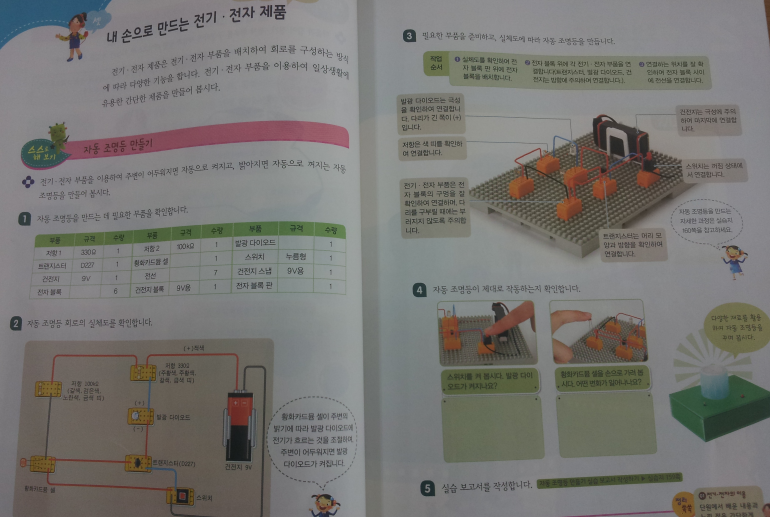 내 손으로 만드는 전기·전자 제품
전기·전자 제품은 전기·전자 부품을 배치하여 회로를 구성하는 방식
에 따라 다양한 기능을 합니다. 전기·전자 부품을 이용하여 일상생활에
유용한 간단한 제품을 만들어 봅시다.
스스로
해 보기
자동 조명등 만들기
전기·전자 부품을 이용하여 주변이 어두워지면 자동으로 켜지고, 밝아지면 자동으로 꺼지는 자동
조명등을 만들어 봅시다.
1 자동 조명등을 만드는 데 필요한 부품을 확인합니다.
부품 규격 수량 부품 규격 수량 부품 규격 수량
저항 1 330Ω 1 저항 2 100kΩ 1 발광 다이오드 1
트랜지스터 D227 1 황화카드뮴 셀 1 스위치 누름형 1
건전지 9V 1 전선 7 건전지 스냅 9V용 1
전자 블록 6 건전지 블록 9V용 1 전자 블록 판 1
2 자동 조명등 회로의 실체도를 확인합니다.
(+)적색
저항 330Ω
(주황색, 주황색,
갈색, 금색 띠)
저항 100kΩ
(갈색, 검은색,
노란색, 금색 띠)
(+)
발광 다이오드
(-)
트랜지스터(D227)
건전지 9V
황화카드뮴 셀
스위치
황화카드뮴 셀이 주변의
밝기에 따라 발광 다이오드에
전기가 흐르는 것을 조절하여,
주변이 어두워지면 발광
다이오드가 켜집니다.
3 필요한 부품을 준비하고, 실체도에 따라 자동 조명등을 만듭니다.
작업
순서
❶ 실체도를 확인하며 전
자 블록 판 위에 전자
블록을 배치합니다.
❷ 전자 블록 위에 각 전기·전자 부품을 연
결합니다(트랜지스터, 발광 다이오드, 건
전지는 방향에 주의하여 연결합니다.).
❸ 연결하는 위치를 잘 확
인하며 전자 블록 사이
에 전선을 연결합니다.
발광 다이오드는 극성
을 확인하여 연결합니
다. 다리가 긴 쪽이 (+)
입니다.
저항은 색 띠를 확인하
여 연결합니다.
전기·전자 부품은 전
자 블록의 구멍을 잘
확인하여 연결하며, 다
리를 구부릴 때에는 부
러지지 않도록 주의합
니다.
건전지는 극성에 주의
하며 마지막에 연결합
니다.
스위치는 꺼진 상태에
서 연결합니다.
트랜지스터는 머리 모
양과 방향을 확인하여
연결합니다.
자동 조명등을 만드는
자세한 과정은 실습지
160쪽을 참고하세요.
4 자동 조명등이 제대로 작동하는지 확인합니다.
스위치를 켜 봅시다. 발광 다이
오드가 켜지나요?
황화카드뮴 셀을 손으로 가려 봅
시다. 어떤 변화가 일어나나요?
다양한 재료를 활용
하여 자동 조명등을
꾸며 봅시다.
5 실습 보고서를 작성합니다.
전기·전자와 자율
단원에서 배운 내용과